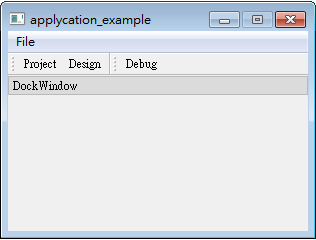 applycation_example
File
Project Design Debug
DockWindow